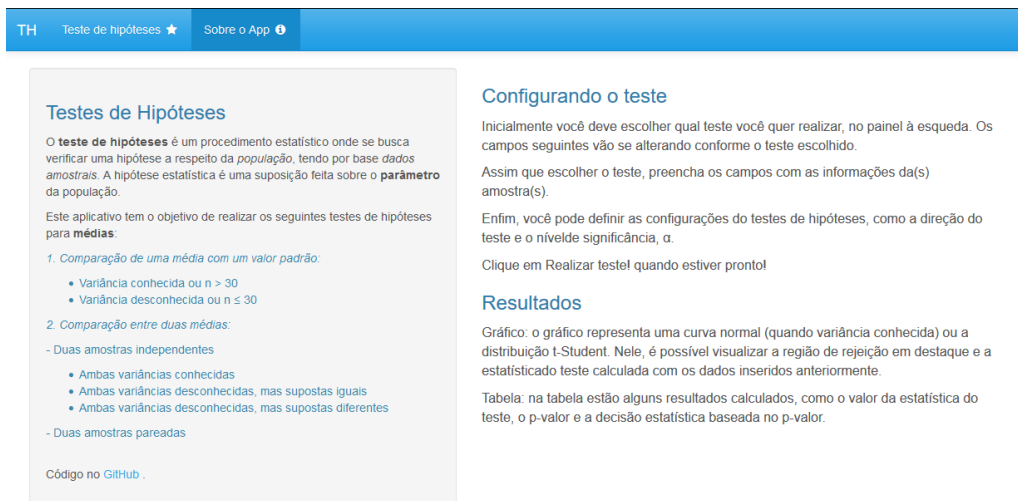 TH Teste de hipóteses Sobre o App
Testes de Hipóteses
O teste de hipóteses é um procedimento estatístico onde se busca
verificar uma hipótese a respeito da população, tendo por base dados
amostrais. A hipótese estatística é uma suposição feita sobre o parâmetro
da população.
Este aplicativo tem o objetivo de realizar os seguintes testes de hipóteses
para médias:
1. Comparação de uma média com um valor padrão:
• Variância conhecida ou n > 30
• Variância desconhecida ou n ≤ 30
2. Comparação entre duas médias:
- Duas amostras independentes
• Ambas variâncias conhecidas
• Ambas variâncias desconhecidas, mas supostas iguais
• Ambas variâncias desconhecidas, mas supostas diferentes
- Duas amostras pareadas
Código no GitHub .
Configurando o teste
Inicialmente você deve escolher qual teste você quer realizar, no painel à esqueda. Os
campos seguintes vão se alterando conforme o teste escolhido.
Assim que escolher o teste, preencha os campos com as informações da(s)
amostra(s).
Enfim, você pode definir as configurações do testes de hipóteses, como a direção do
teste e o nívelde significância, α.
Clique em Realizar teste! quando estiver pronto!
Resultados
Gráfico: o gráfico representa uma curva normal (quando variância conhecida) ou a
distribuição t-Student. Nele, é possível visualizar a região de rejeição em destaque e a
estatísticado teste calculada com os dados inseridos anteriormente.
Tabela: na tabela estão alguns resultados calculados, como o valor da estatística do
teste, o p-valor e a decisão estatística baseada no p-valor.